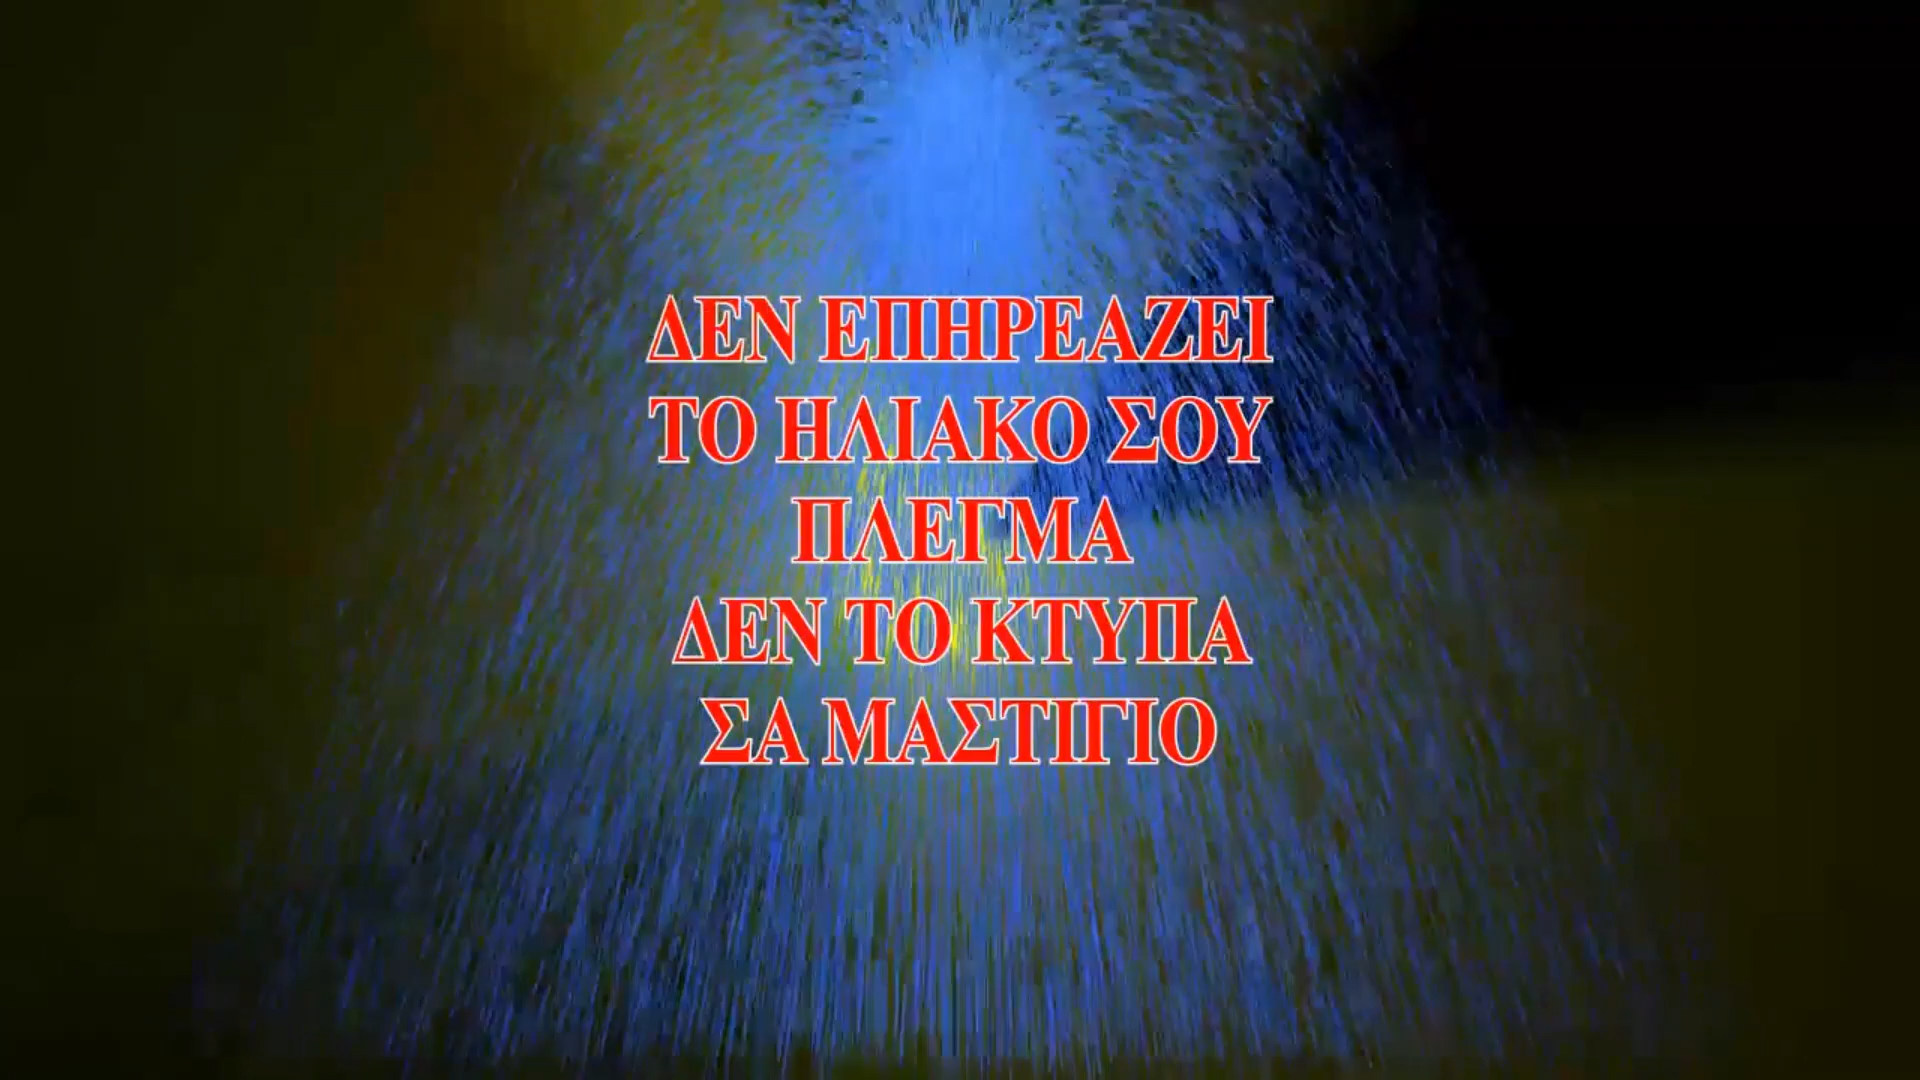 ΔΕΝ ΕΠΗΡΕΑΖΕΙ
ΤΟ ΗΛΙΑΚΟ ΣΟΥ
ΠΛΕΓΜΑ
ΔΕΝ ΤΟ ΚΤΥΠΑ
ΣΑ ΜΑΣΤΙΓΙΟ